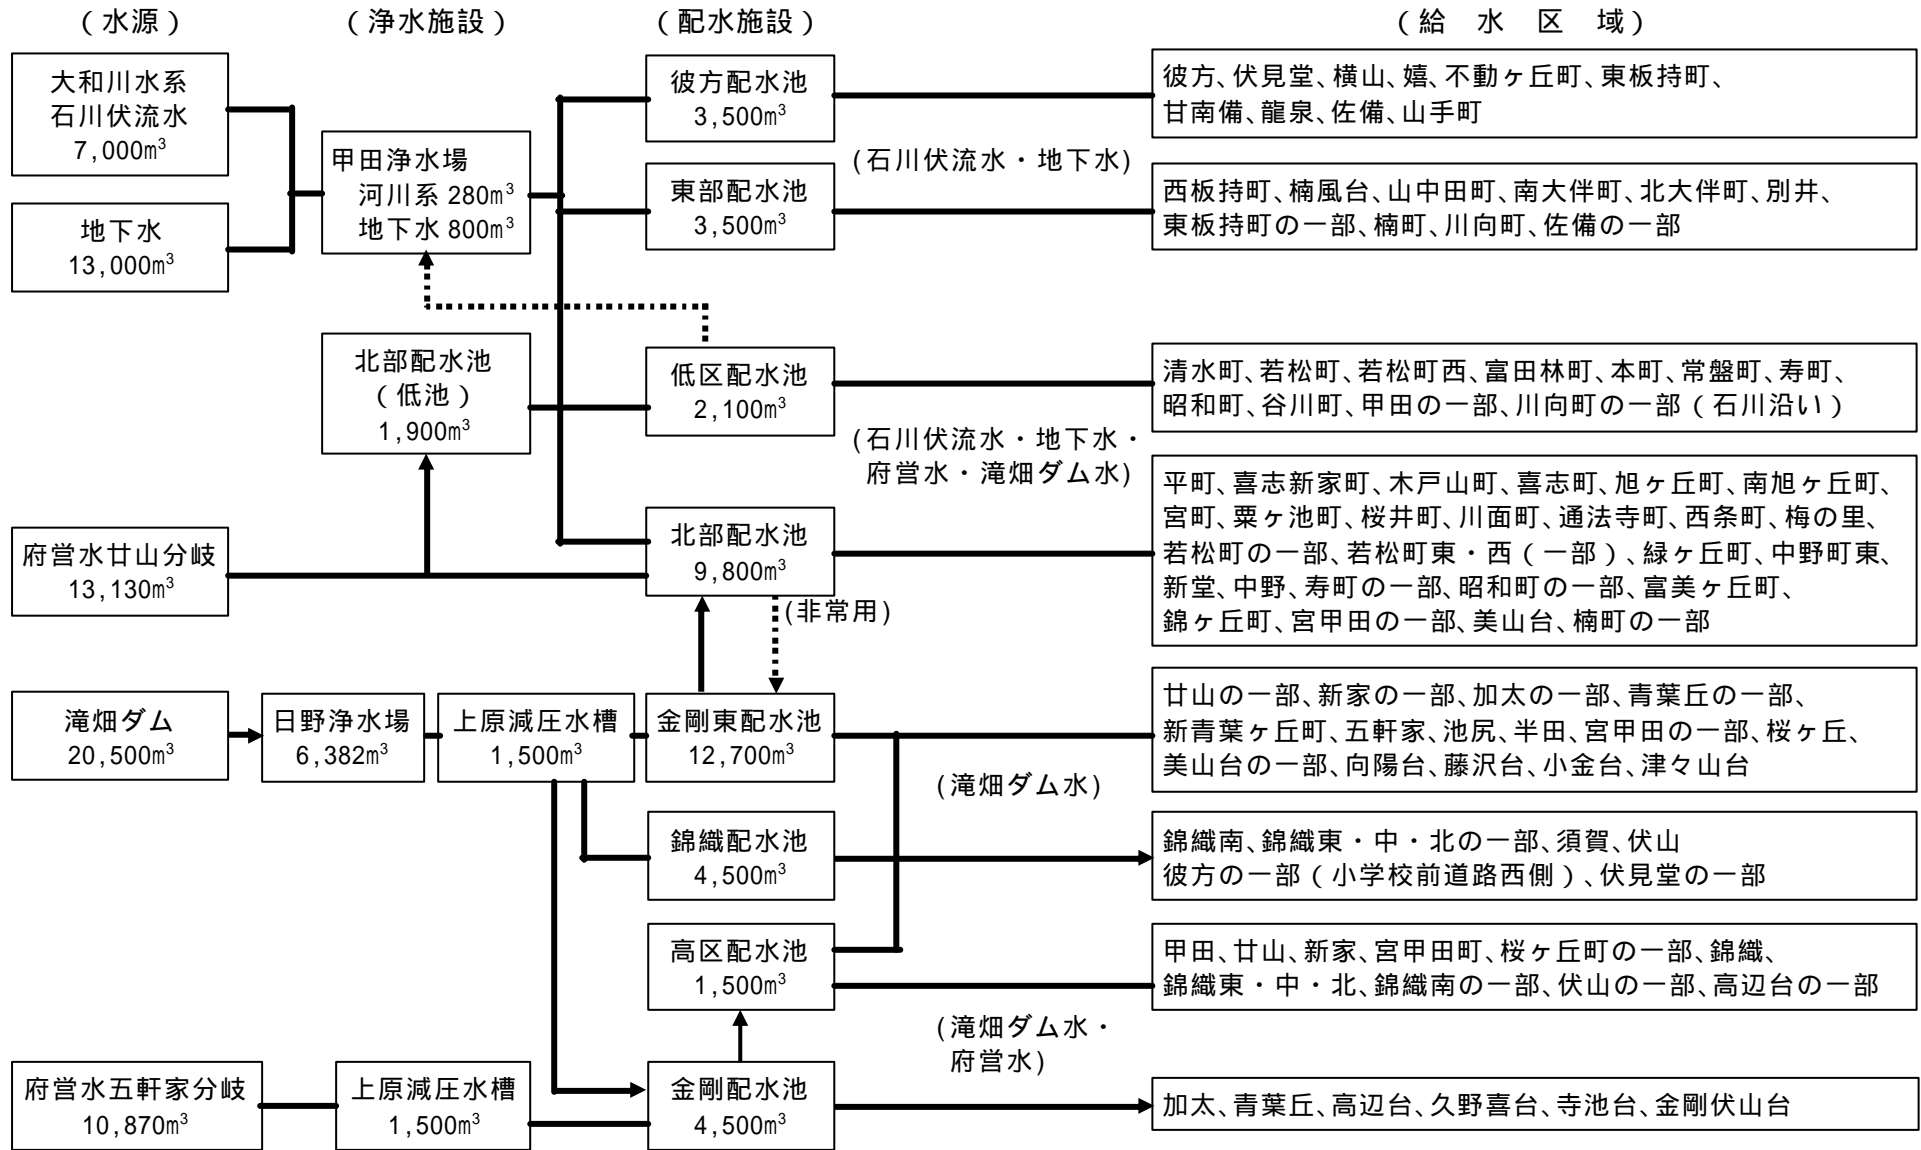 (水源)
(浄水施設)
(配水施設)
(給 水 区 域)
大和川水系
石川伏流水
7,000m³
地下水
13,000m³
甲田浄水場
河川系 280m³
地下水 800m³
彼方配水池
3,500m³
(石川伏流水・地下水)
東部配水池
3,500m³
彼方、伏見堂、横山、嬉、不動ヶ丘町、東板持町、
甘南備、龍泉、佐備、山手町
西板持町、楠風台、山中田町、南大伴町、北大伴町、別井、
東板持町の一部、楠町、川向町、佐備の一部
北部配水池
(低池)
1,900m³
低区配水池
2,100m³
清水町、若松町、若松町西、富田林町、本町、常盤町、寿町、
昭和町、谷川町、甲田の一部、川向町の一部(石川沿い)
(石川伏流水・地下水・
府営水・滝畑ダム水)
府営水廿山分岐
13,130m³
北部配水池
9,800m³
(非常用)
平町、喜志新家町、木戸山町、喜志町、旭ヶ丘町、南旭ヶ丘町、
宮町、粟ヶ池町、桜井町、川面町、通法寺町、西条町、梅の里、
若松町の一部、若松町東・西(一部)、緑ヶ丘町、中野町東、
新堂、中野、寿町の一部、昭和町の一部、富美ヶ丘町、
錦ヶ丘町、宮甲田の一部、美山台、楠町の一部
滝畑ダム
20,500m³
日野浄水場
6,382m³
上原減圧水槽
1,500m³
金剛東配水池
12,700m³
(滝畑ダム水)
廿山の一部、新家の一部、加太の一部、青葉丘の一部、
新青葉ヶ丘町、五軒家、池尻、半田、宮甲田の一部、桜ヶ丘、
美山台の一部、向陽台、藤沢台、小金台、津々山台
錦織配水池
4,500m³
錦織南、錦織東・中・北の一部、須賀、伏山
彼方の一部(小学校前道路西側)、伏見堂の一部
高区配水池
1,500m³
甲田、廿山、新家、宮甲田町、桜ヶ丘町の一部、錦織、
錦織東・中・北、錦織南の一部、伏山の一部、高辺台の一部
(滝畑ダム水・
府営水)
府営水五軒家分岐
10,870m³
上原減圧水槽
1,500m³
金剛配水池
4,500m³
加太、青葉丘、高辺台、久野喜台、寺池台、金剛伏山台